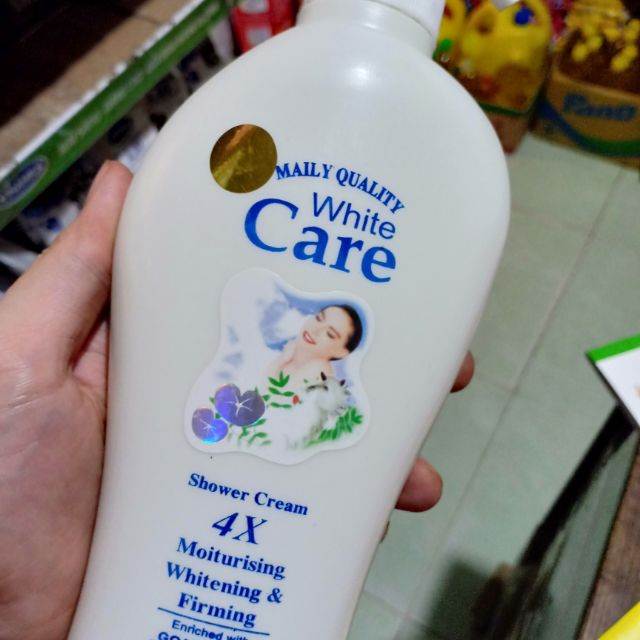 MAILY QUALITY
White
Care
Shower Cream
4X
Moiturising
Whitening &
Firming
Enriched with